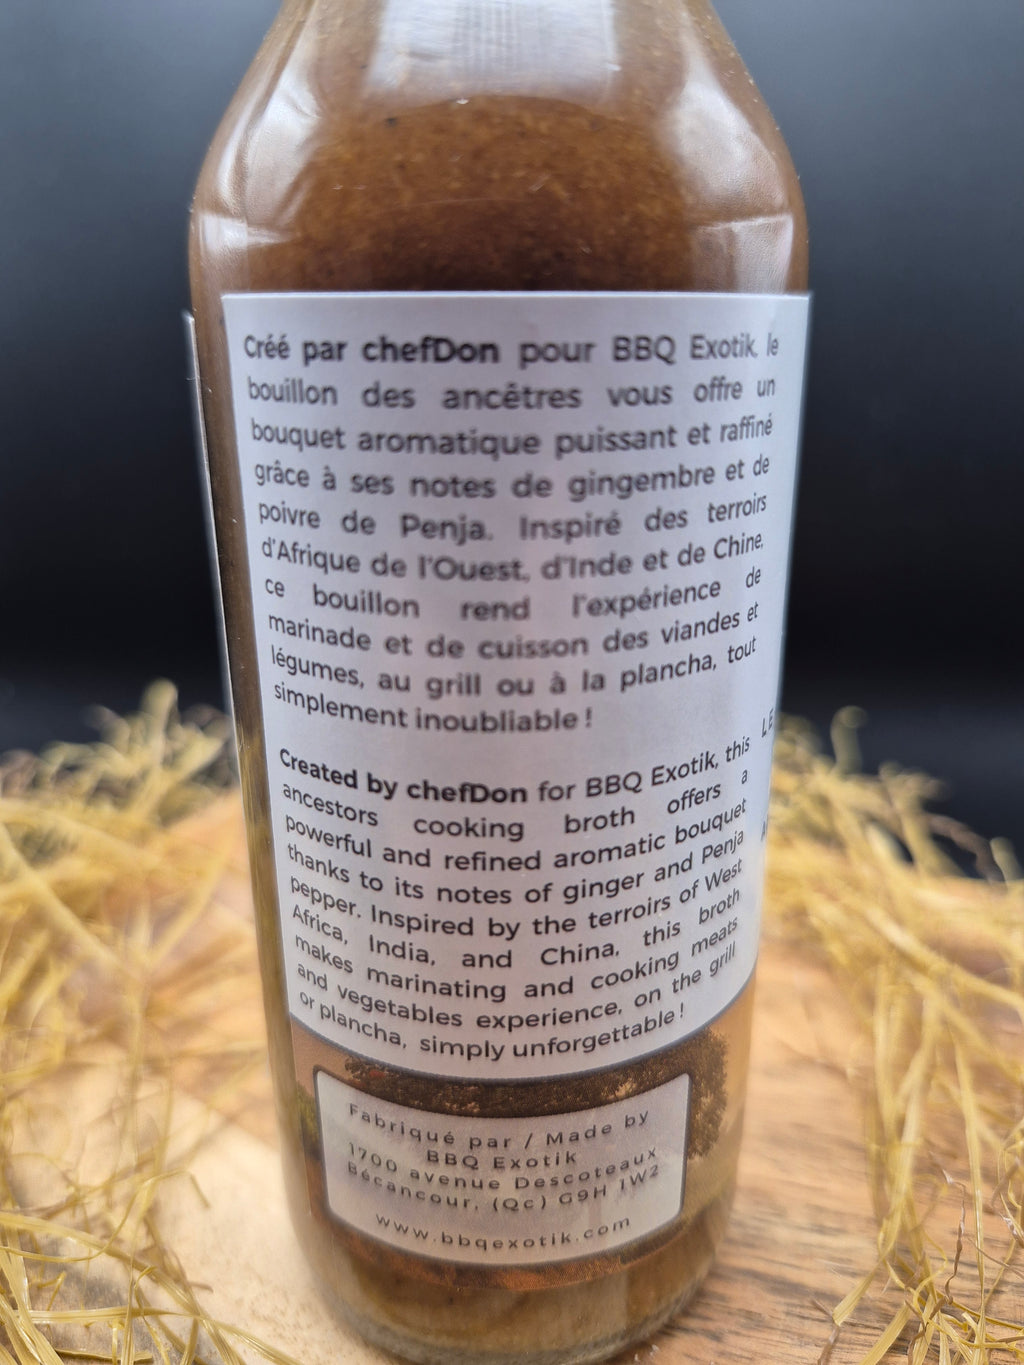 Créé par chefDon pour BBQ Exotik, le
bouillon des ancêtres vous offre un
bouquet aromatique puissant et raffiné
grâce à ses notes de gingembre et de
poivre de Penja. Inspiré des terroirs
d'Afrique de l'Ouest, d'Inde et de Chine,
ce bouillon rend l'expérience de
marinade et de cuisson des viandes et
légumes, au grill ou à la plancha, tout
simplement inoubliable !
Created by chefDon for BBQ Exotik, this
ancestors cooking broth offers a
powerful and refined aromatic bouquet
thanks to its notes of ginger and Penja
pepper. Inspired by the terroirs of West
Africa, India, and China, this broth
makes marinating and cooking meats
and vegetables experience, on the grill
or plancha, simply unforgettable !
LE
Fabriqué par / Made by
BBQ Exotik
1700 avenue Descoteaux
Bécancour, (Qc) G9H 1W2
www.bbqexotik.com